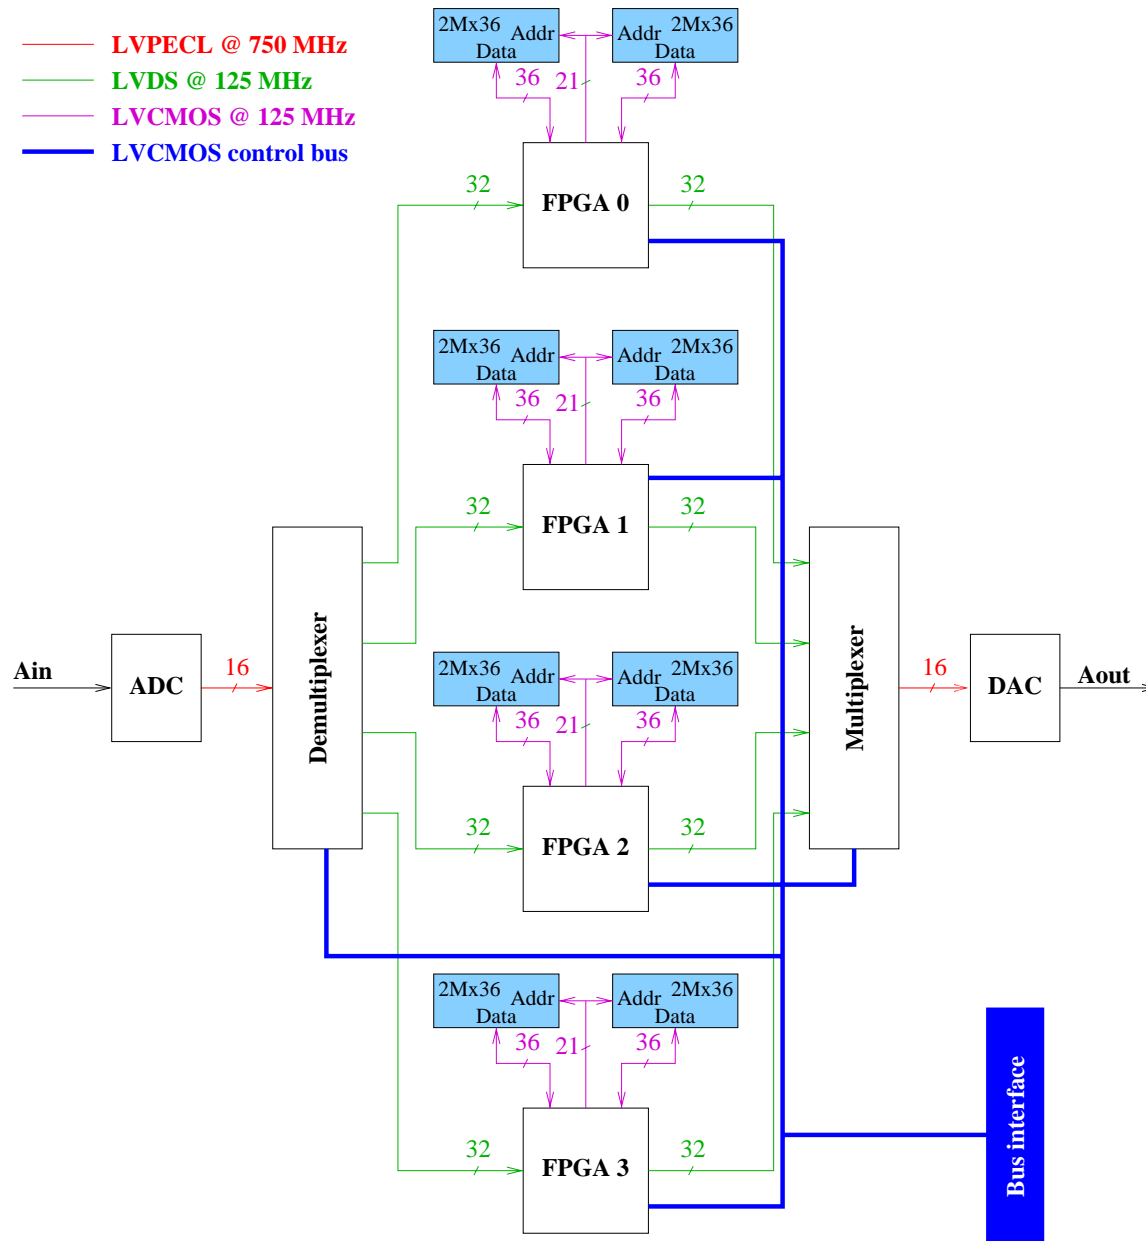 LVPECL @ 750 MHz
LVDS @ 125 MHz
LVCMOS @ 125 MHz
LVCMOS control bus
2Mx36 Addr Data
Addr 2Mx36 Data
36 21 36
32 FPGA 0 32
2Mx36 Addr Data
Addr 2Mx36 Data
36 21 36
32 FPGA 1 32
Ain
ADC
16
Demultiplexer
2Mx36 Addr Data
Addr 2Mx36 Data
36 21 36
32 FPGA 2 32
Multiplexer
16
DAC
Aout
2Mx36 Addr Data
Addr 2Mx36 Data
36 21 36
32 FPGA 3 32
Bus interface